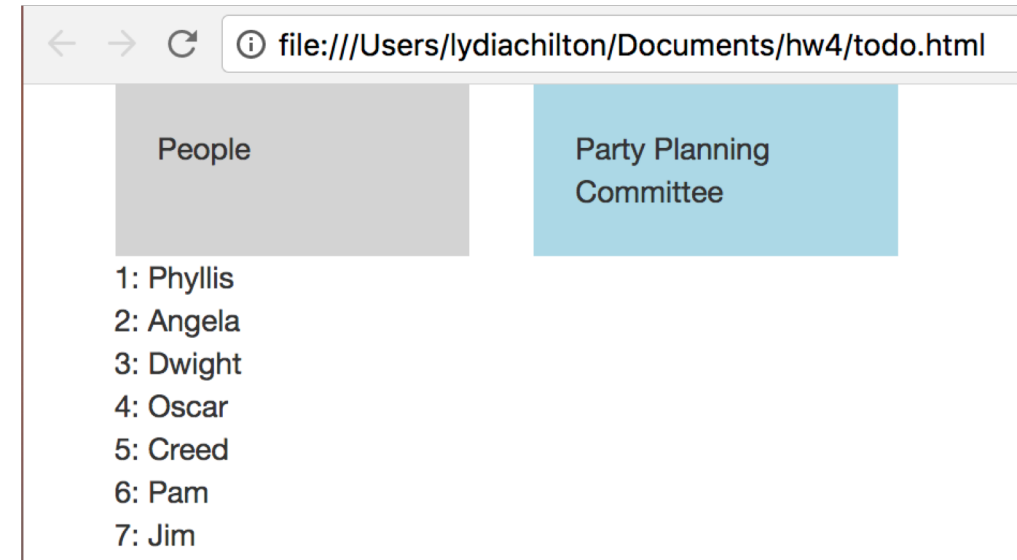 file:///Users/lydiachilton/Documents/hw4/todo.html
People
Party Planning
Committee
1: Phyllis
2: Angela
3: Dwight
4: Oscar
5: Creed
6: Pam
7: Jim